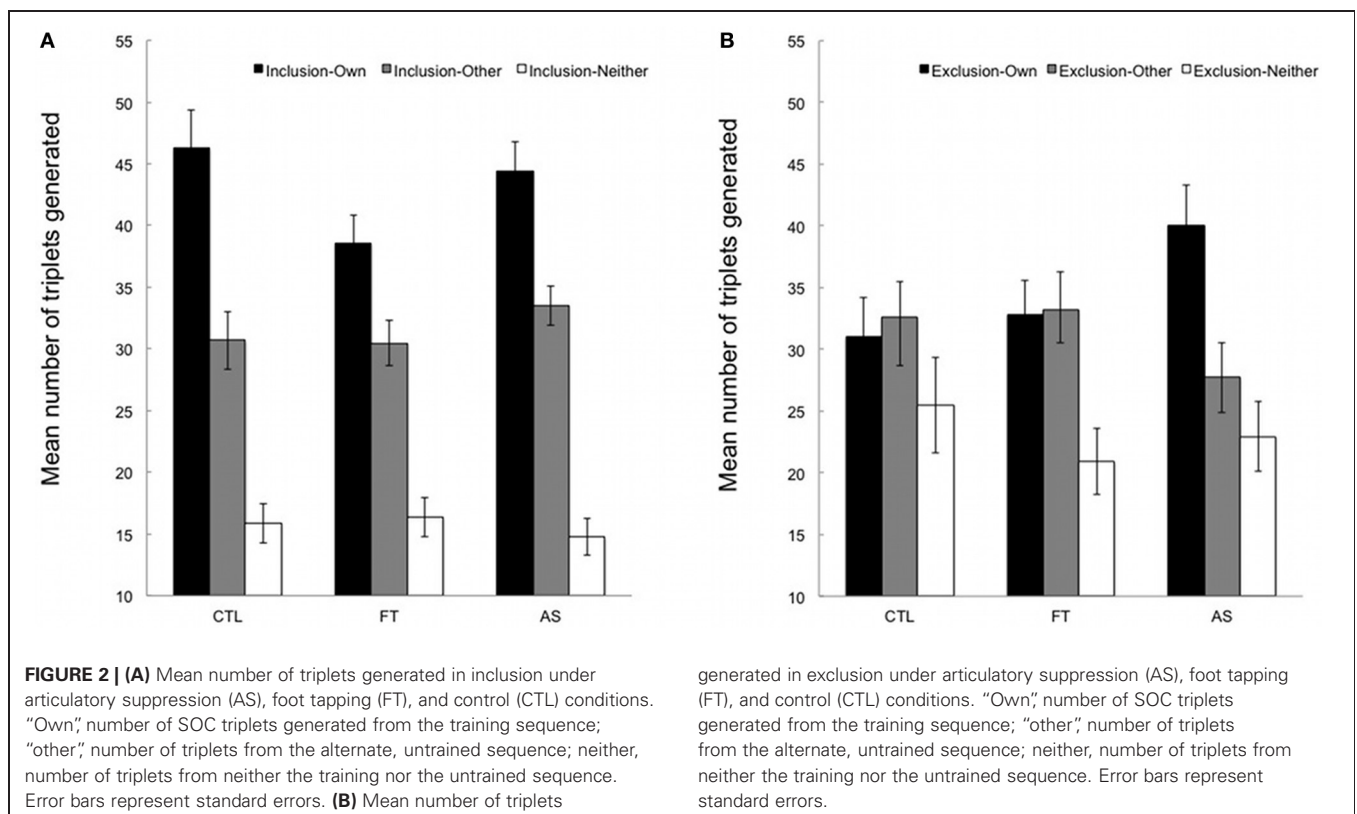 A
55
50
45
40
35
30
25
20
15
10
Mean number of triplets generated
Inclusion-Own Inclusion-Other Inclusion-Neither
CTL FT AS
B
55
50
45
40
35
30
25
20
15
10
Mean number of triplets generated
Exclusion-Own Exclusion-Other Exclusion-Neither
CTL FT AS
FIGURE 2 | (A) Mean number of triplets generated in inclusion under
articulatory suppression (AS), foot tapping (FT), and control (CTL) conditions.
“Own”, number of SOC triplets generated from the training sequence;
“other”, number of triplets from the alternate, untrained sequence; neither,
number of triplets from neither the training nor the untrained sequence.
Error bars represent standard errors. (B) Mean number of triplets
generated in exclusion under articulatory suppression (AS), foot tapping
(FT), and control (CTL) conditions. “Own”, number of SOC triplets
generated from the training sequence; “other”, number of triplets
from the alternate, untrained sequence; neither, number of triplets from
neither the training nor the untrained sequence. Error bars represent
standard errors.